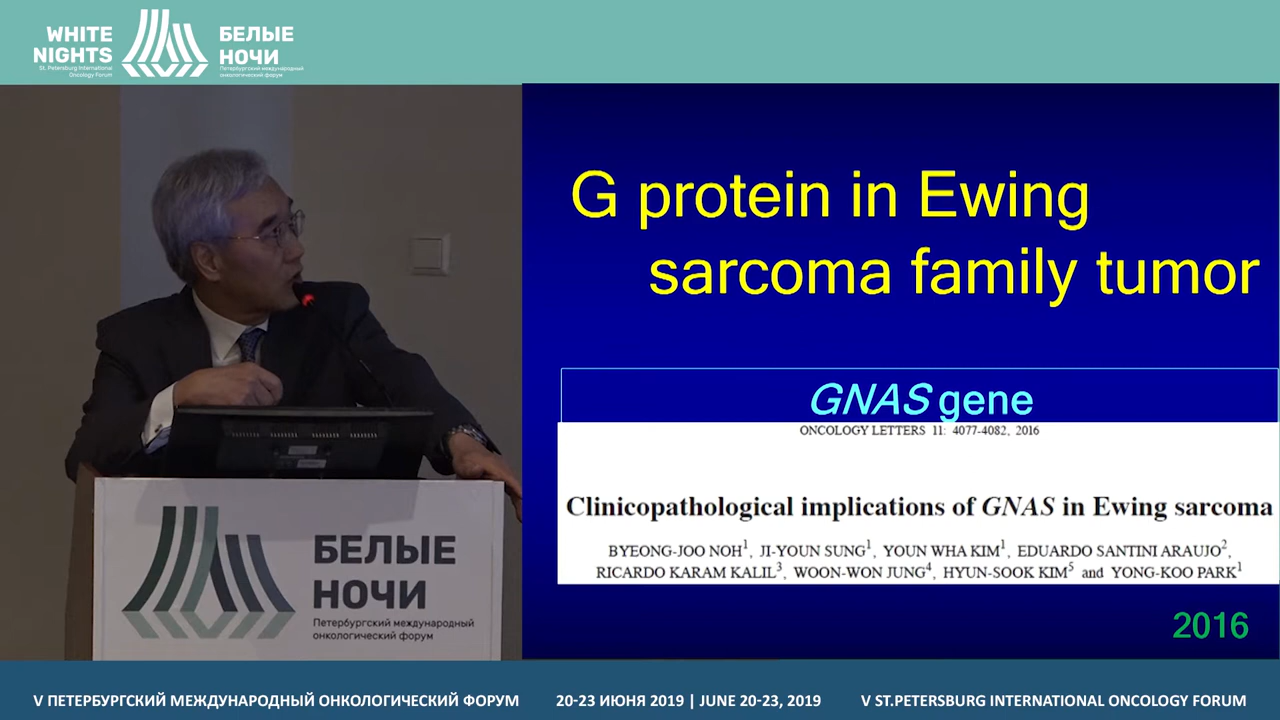 WHITE
NIGHTS
St. Petersburg International
Oncology Forum
БЕЛЫЕ
НОЧИ
Петербургский международный
онкологический форум
G protein in Ewing
sarcoma family tumor
GNAS gene
ONCOLOGY LETTERS 11: 4077-4082, 2016
Clinicopathological implications of GNAS in Ewing sarcoma
BYEONG-JOO NOH1, JI-YOUN SUNG1, YOUN WHA KIM1, EDUARDO SANTINI ARAUJO2,
RICARDO KARAM KALIL3, WOON-WON JUNG4, HYUN-SOOK KIM5 and YONG-KOO PARK1
2016
БЕЛЫЕ
НОЧИ
Петербургский международный
онкологический форум
V ПЕТЕРБУРГСКИЙ МЕЖДУНАРОДНЫЙ ОНКОЛОГИЧЕСКИЙ ФОРУМ
20-23 ИЮНЯ 2019 | JUNE 20-23, 2019
V ST.PETERSBURG INTERNATIONAL ONCOLOGY FORUM